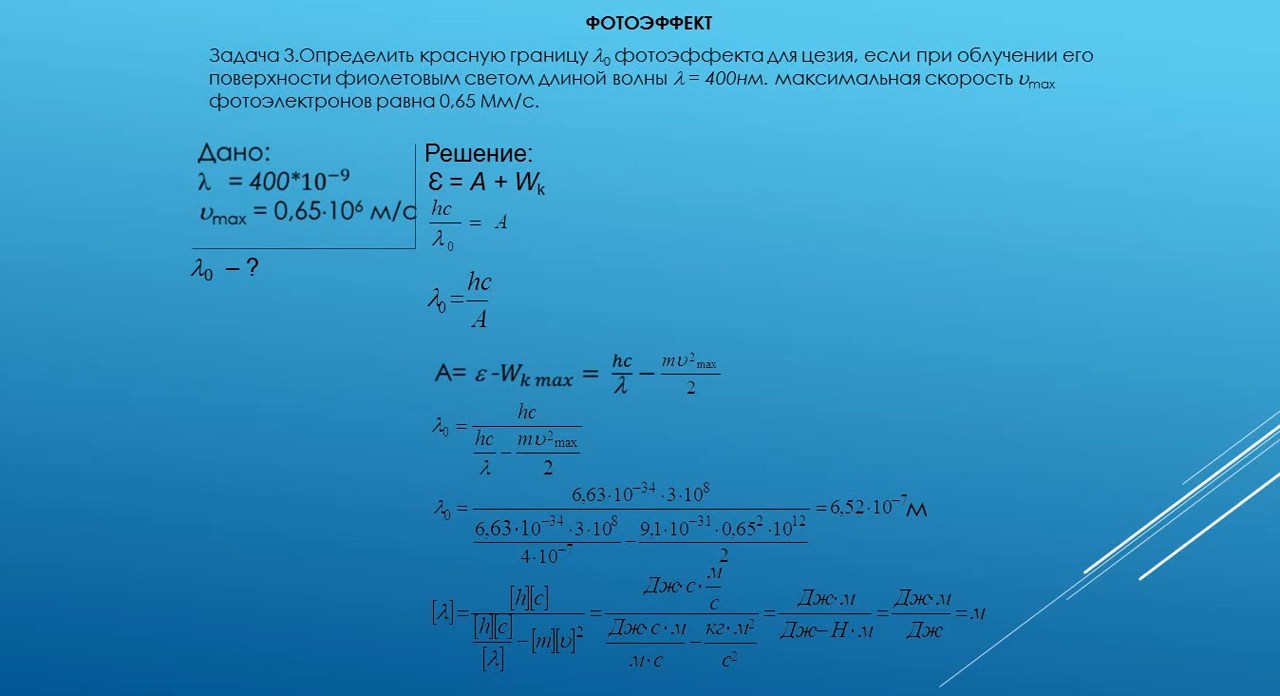 ФОТОЭФФЕКТ
Задача 3.Определить красную границу λ₀ фотоэффекта для цезия, если при облучении его
поверхности фиолетовым светом длиной волны λ = 400нм. максимальная скорость υmax
фотоэлектронов равна 0,65 Мм/с.
Дано:
λ = 400*10⁻⁹
υmax = 0,65·10⁶ м/с
λ₀ – ?
Решение:
Ɛ = A + Wk
hc/λ₀ = A
λ₀ = hc/A
A= ε -Wk max = hc/λ − mυ²max/2
λ₀ = hc/(hc/λ − mυ²max/2)
λ₀ = 6,63·10⁻³⁴·3·10⁸/(6,63·10⁻³⁴·3·10⁸/4·10⁻⁷ − 9,1·10⁻³¹·0,65²·10¹²/2) = 6,52·10⁻⁷м
[λ] = [h][c]/([h][c]/[λ] − [m][υ]²) = Дж·с·м/с/(Дж·с·м/м·с − кг·м²/с²) = Дж·м/Дж−Н·м = Дж·м/Дж = м